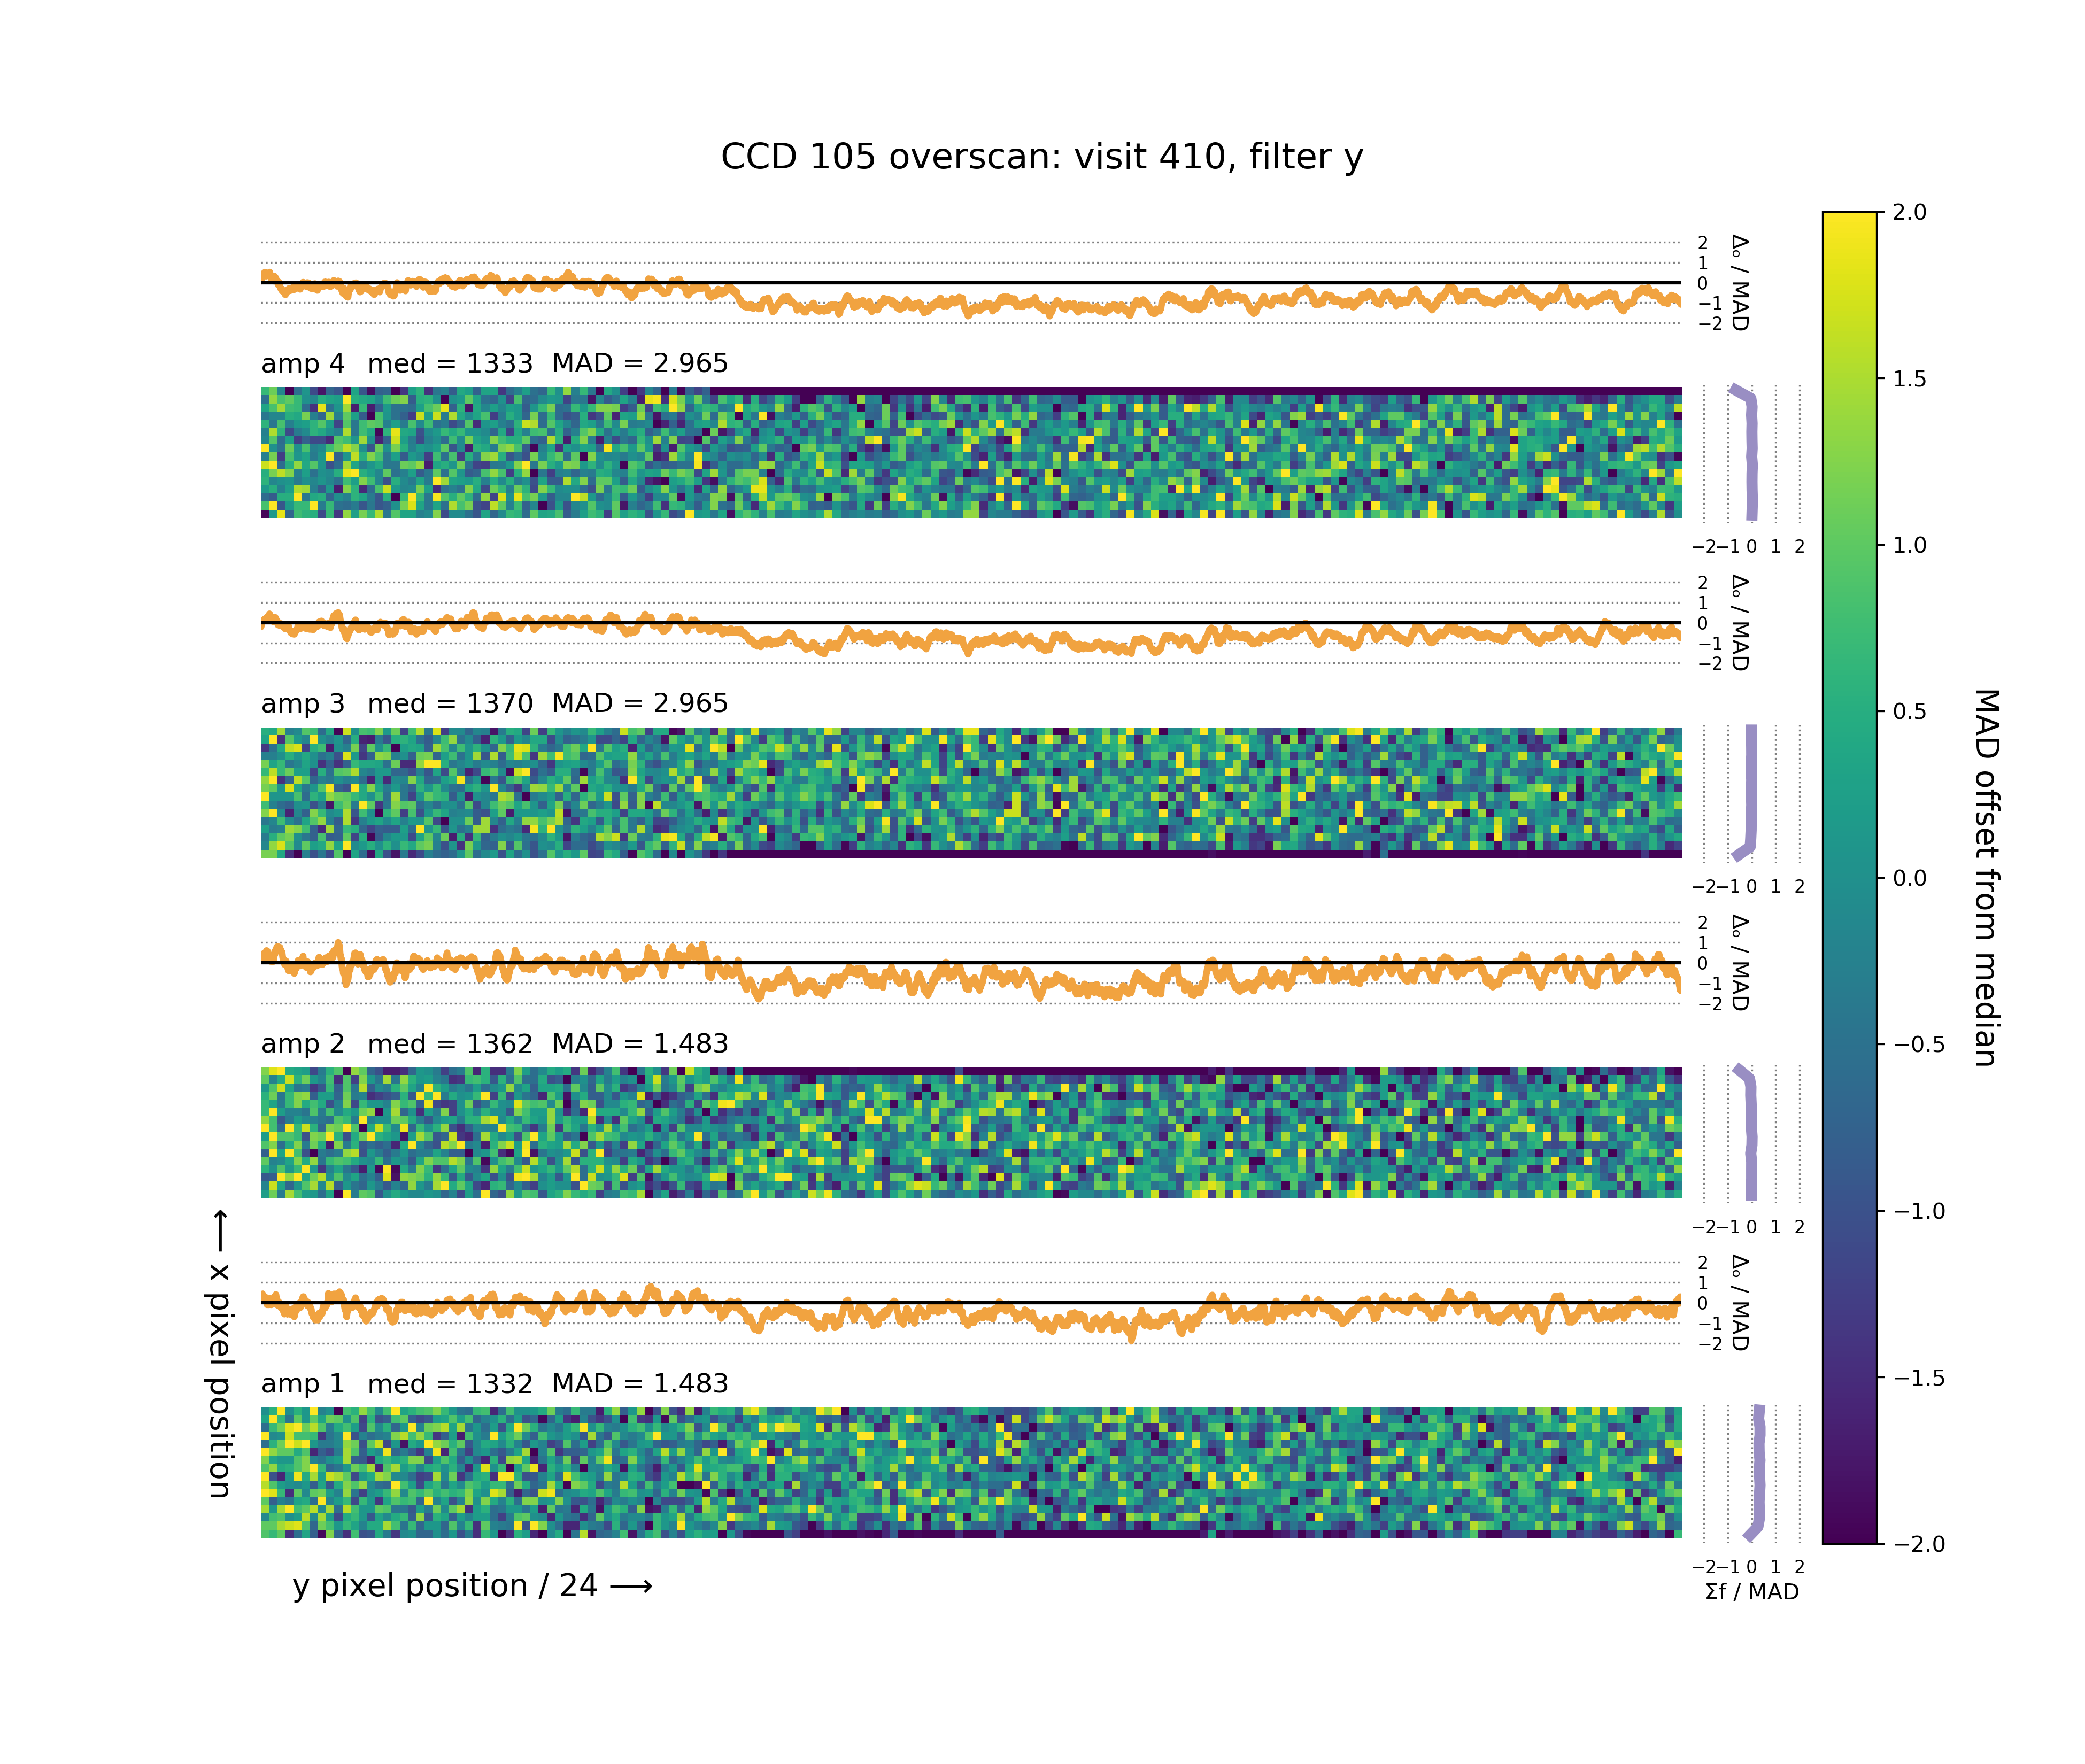 CCD 105 overscan: visit 410, filter y
2
1
0
−1
−2
Δₒ / MAD
amp 4 med = 1333 MAD = 2.965
−2−1 0 1 2
2
1
0
−1
−2
Δₒ / MAD
amp 3 med = 1370 MAD = 2.965
−2−1 0 1 2
2
1
0
−1
−2
Δₒ / MAD
amp 2 med = 1362 MAD = 1.483
−2−1 0 1 2
2
1
0
−1
−2
Δₒ / MAD
amp 1 med = 1332 MAD = 1.483
−2−1 0 1 2
Σf / MAD
y pixel position / 24 ⟶
⟵ x pixel position
2.0
1.5
1.0
0.5
0.0
−0.5
−1.0
−1.5
−2.0
MAD offset from median